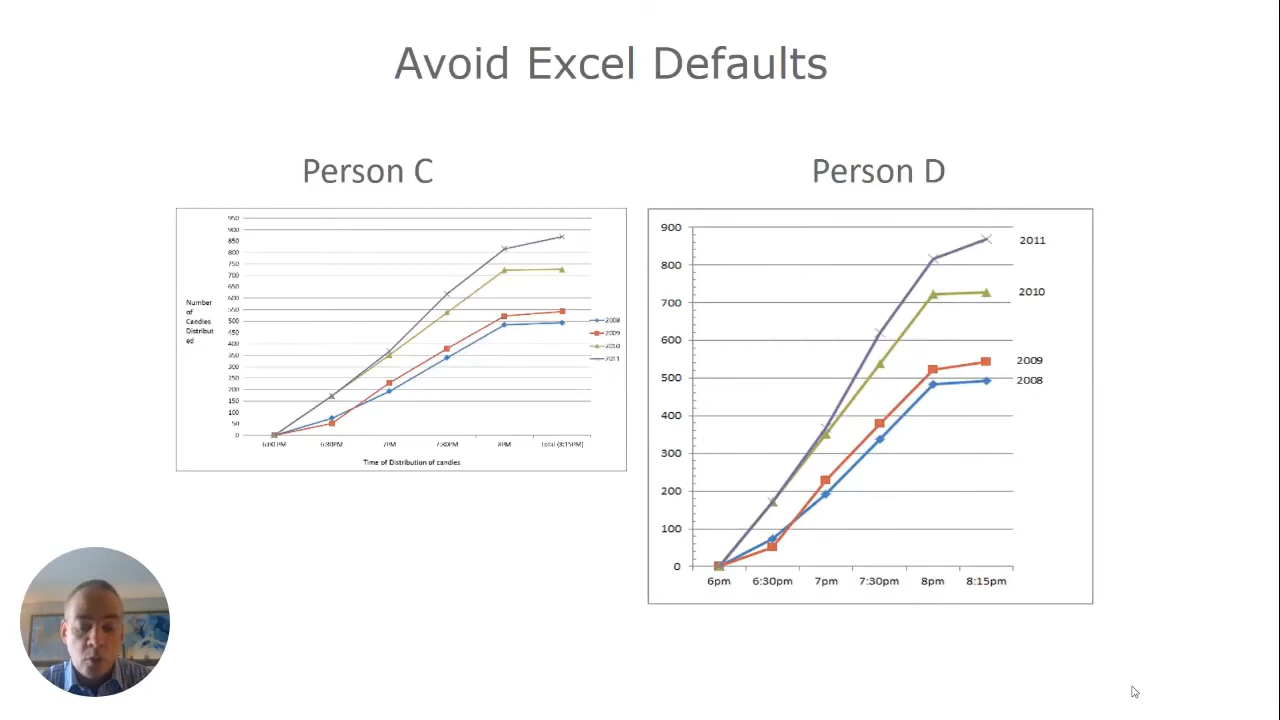 Avoid Excel Defaults
Person C
Person D
950
900
850
800
750
700
650
600
550
500
450
400
350
300
250
200
150
100
50
0
Number
of
Candies
Distribut
ed
2008
2009
2010
2011
6:00 PM
6:30PM
7PM
7:30PM
8PM
Total (8:15PM)
Time of Distribution of candies
900
800
700
600
500
400
300
200
100
0
2011
2010
2009
2008
6pm
6:30pm
7pm
7:30pm
8pm
8:15pm